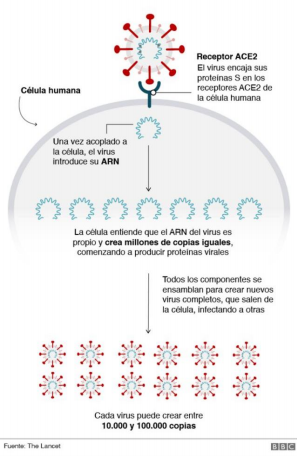 Receptor ACE2
El virus encaja sus
proteínas S en los
receptores ACE2 de
la célula humana
Célula humana
Una vez acoplado a
la célula, el virus
introduce su ARN
La célula entiende que el ARN del virus es
propio y crea millones de copias iguales,
comenzando a producir proteínas virales
Todos los componentes se
ensamblan para crear nuevos
virus completos, que salen de
la célula, infectando a otras
Cada virus puede crear entre
10.000 y 100.000 copias
Fuente: The Lancet
BBC